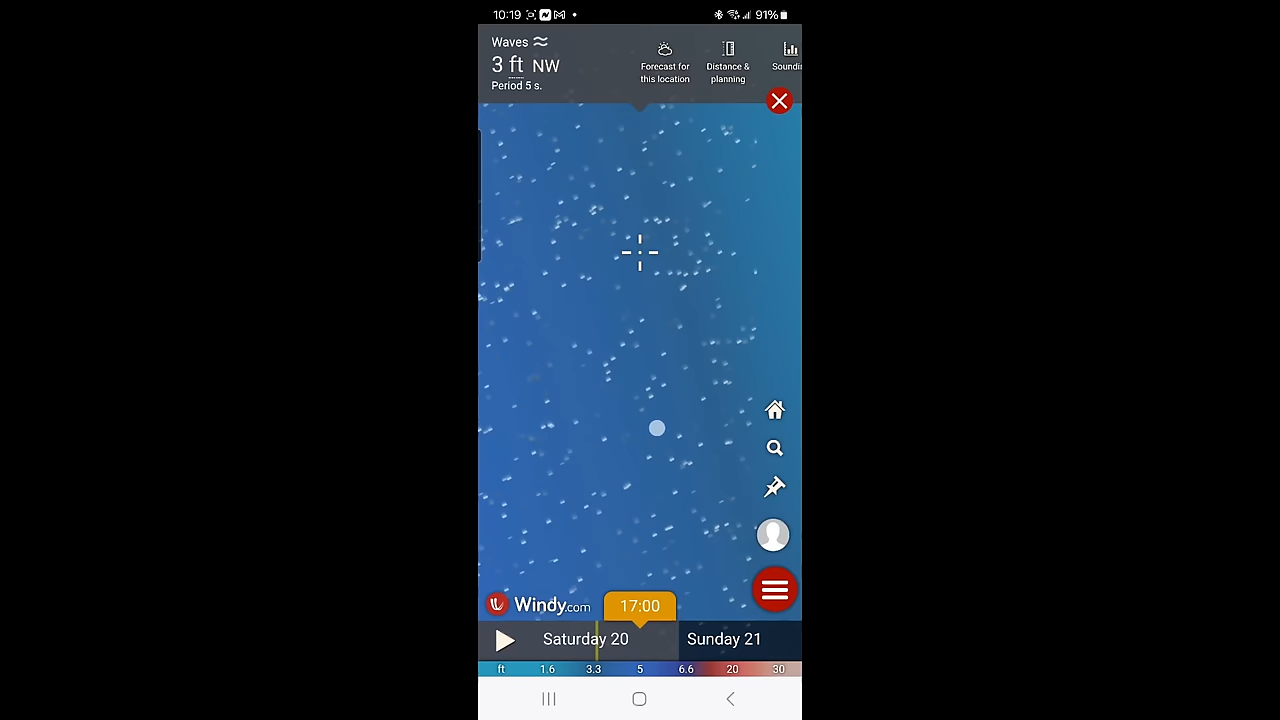 10:19 91%
Waves
3 ft NW
Period 5 s.
Forecast for
this location
Distance &
planning
Soundi
Windy.com
17:00
Saturday 20 Sunday 21
ft 1.6 3.3 5 6.6 20 30